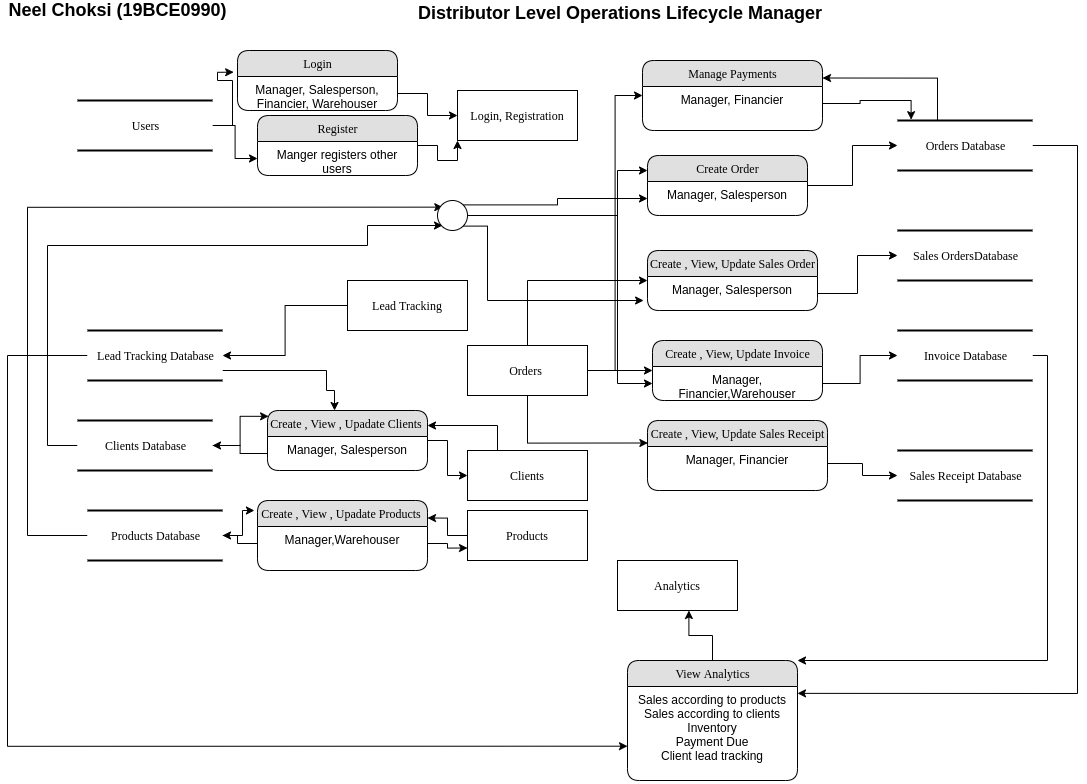 Neel Choksi (19BCE0990)
Distributor Level Operations Lifecycle Manager
Login
Manager, Salesperson,
Financier, Warehouser
Users
Register
Manger registers other
users
Login, Registration
Manage Payments
Manager, Financier
Orders Database
Create Order
Manager, Salesperson
Create , View, Update Sales Order
Manager, Salesperson
Sales OrdersDatabase
Lead Tracking
Lead Tracking Database
Orders
Create , View, Update Invoice
Manager,
Financier,Warehouser
Invoice Database
Create , View , Upadate Clients
Manager, Salesperson
Clients Database
Clients
Create , View, Update Sales Receipt
Manager, Financier
Sales Receipt Database
Create , View , Upadate Products
Manager,Warehouser
Products Database
Products
Analytics
View Analytics
Sales according to products
Sales according to clients
Inventory
Payment Due
Client lead tracking